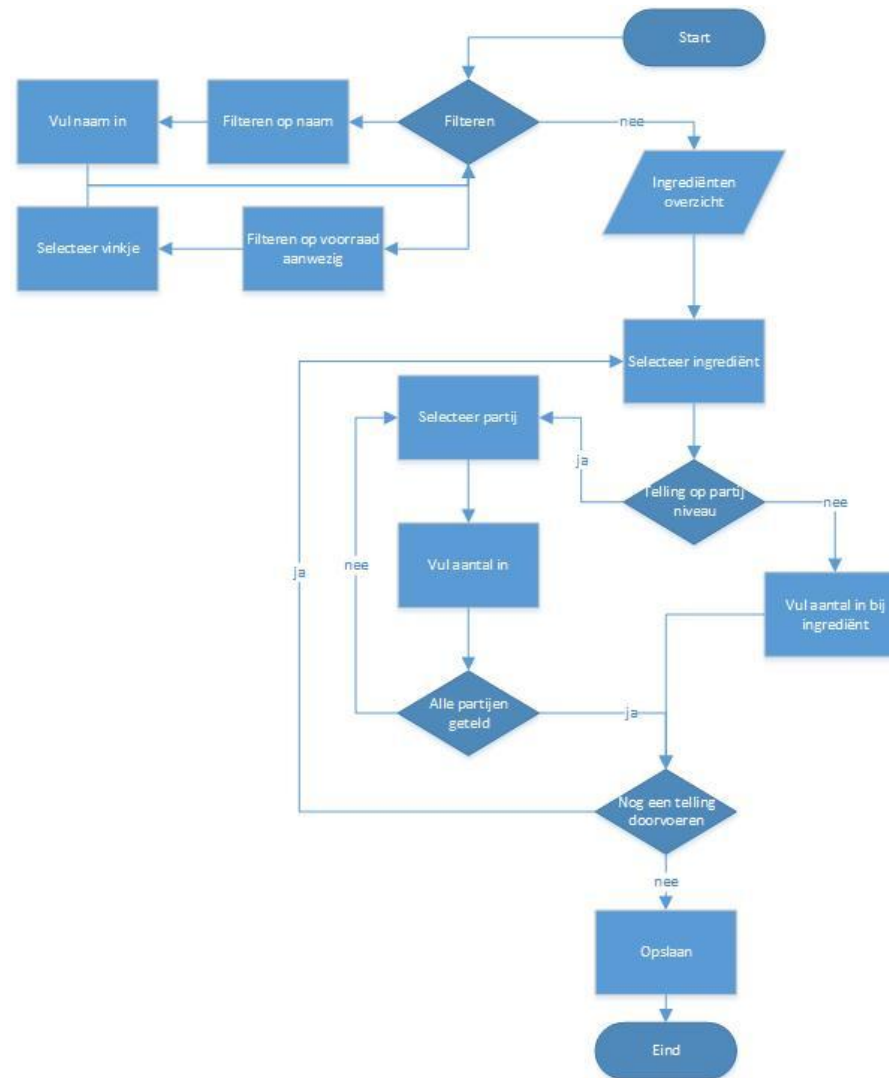 Start
Filteren
nee
Filteren op naam
Vul naam in
Ingrediënten
overzicht
Filteren op voorraad
aanwezig
Selecteer vinkje
Selecteer ingrediënt
Selecteer partij
ja
Telling op partij
niveau
nee
Vul aantal in
nee
ja
Vul aantal in bij
ingrediënt
Alle partijen
geteld
ja
Nog een telling
doorvoeren
nee
Opslaan
Eind